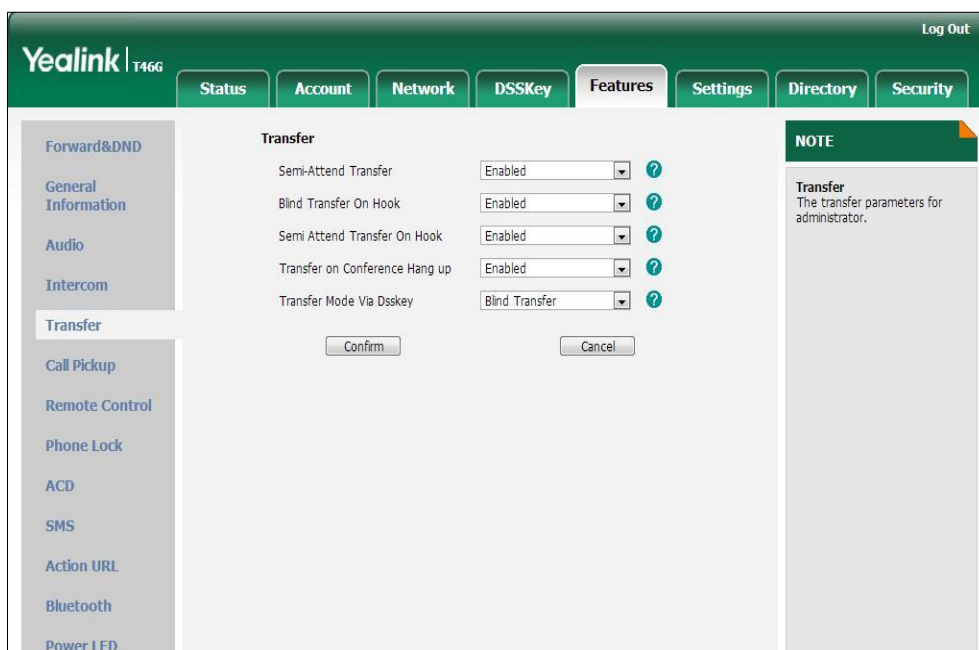 Log Out
Yealink T46G
Status Account Network DSSKey Features Settings Directory Security
Forward&DND
General
Information
Audio
Intercom
Transfer
Call Pickup
Remote Control
Phone Lock
ACD
SMS
Action URL
Bluetooth
Power LED
Transfer
Semi-Attend Transfer Enabled ?
Blind Transfer On Hook Enabled ?
Semi Attend Transfer On Hook Enabled ?
Transfer on Conference Hang up Enabled ?
Transfer Mode Via Dsskey Blind Transfer ?
Confirm Cancel
NOTE
Transfer
The transfer parameters for
administrator.